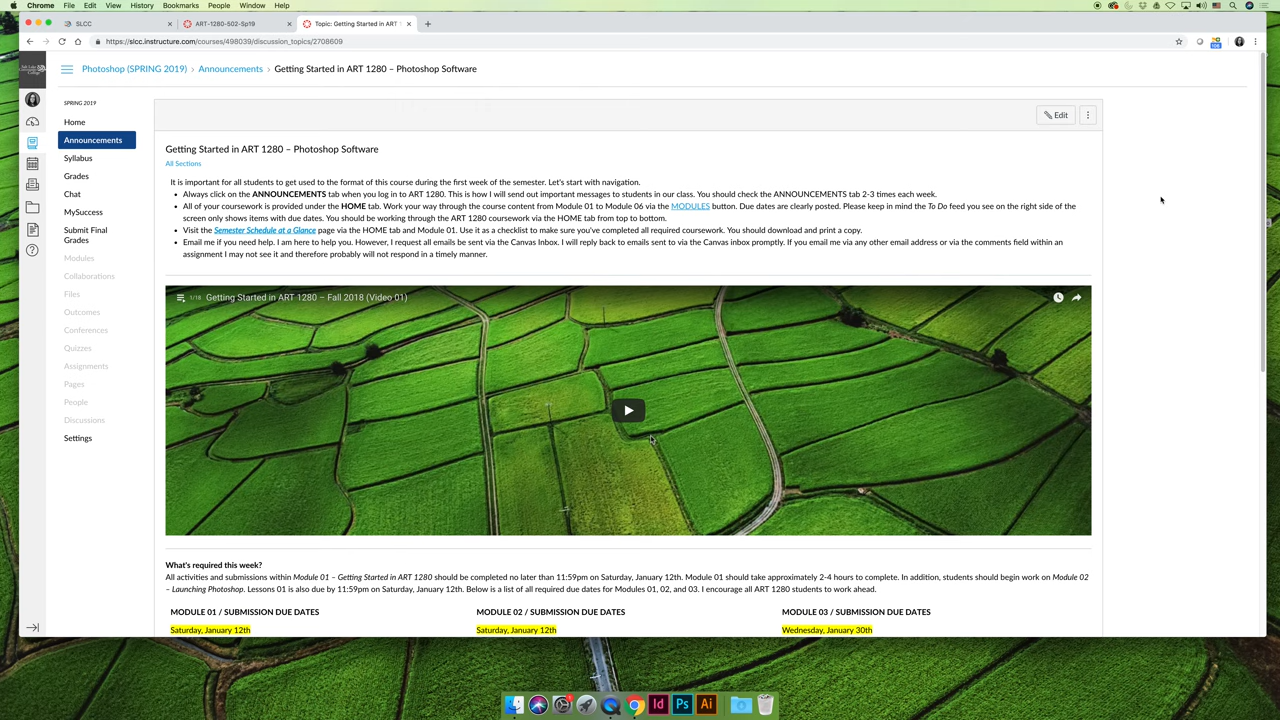 Chrome File Edit View History Bookmarks People Window Help
SLCC
ART-1280-502-Sp19
Topic: Getting Started in ART
https://slcc.instructure.com/courses/498039/discussion_topics/2708609
Photoshop (SPRING 2019) › Announcements › Getting Started in ART 1280 – Photoshop Software
SPRING 2019
Home
Announcements
Syllabus
Grades
Chat
MySuccess
Submit Final
Grades
Modules
Collaborations
Files
Outcomes
Conferences
Quizzes
Assignments
Pages
People
Discussions
Settings
Edit
Getting Started in ART 1280 – Photoshop Software
All Sections
It is important for all students to get used to the format of this course during the first week of the semester. Let's start with navigation.
• Always click on the ANNOUNCEMENTS tab when you log in to ART 1280. This is how I will send out important messages to students in our class. You should check the ANNOUNCEMENTS tab 2-3 times each week.
• All of your coursework is provided under the HOME tab. Work your way through the course content from Module 01 to Module 06 via the MODULES button. Due dates are clearly posted. Please keep in mind the To Do feed you see on the right side of the
screen only shows items with due dates. You should be working through the ART 1280 coursework via the HOME tab from top to bottom.
• Visit the Semester Schedule at a Glance page via the HOME tab and Module 01. Use it as a checklist to make sure you've completed all required coursework. You should download and print a copy.
• Email me if you need help. I am here to help you. However, I request all emails be sent via the Canvas Inbox. I will reply back to emails sent to via the Canvas inbox promptly. If you email me via any other email address or via the comments field within an
assignment I may not see it and therefore probably will not respond in a timely manner.
1/18 Getting Started in ART 1280 – Fall 2018 (Video 01)
What's required this week?
All activities and submissions within Module 01 – Getting Started in ART 1280 should be completed no later than 11:59pm on Saturday, January 12th. Module 01 should take approximately 2-4 hours to complete. In addition, students should begin work on Module 02
– Launching Photoshop. Lessons 01 is also due by 11:59pm on Saturday, January 12th. Below is a list of all required due dates for Modules 01, 02, and 03. I encourage all ART 1280 students to work ahead.
MODULE 01 / SUBMISSION DUE DATES MODULE 02 / SUBMISSION DUE DATES MODULE 03 / SUBMISSION DUE DATES
Saturday, January 12th Saturday, January 12th Wednesday, January 30th
Id Ps Ai